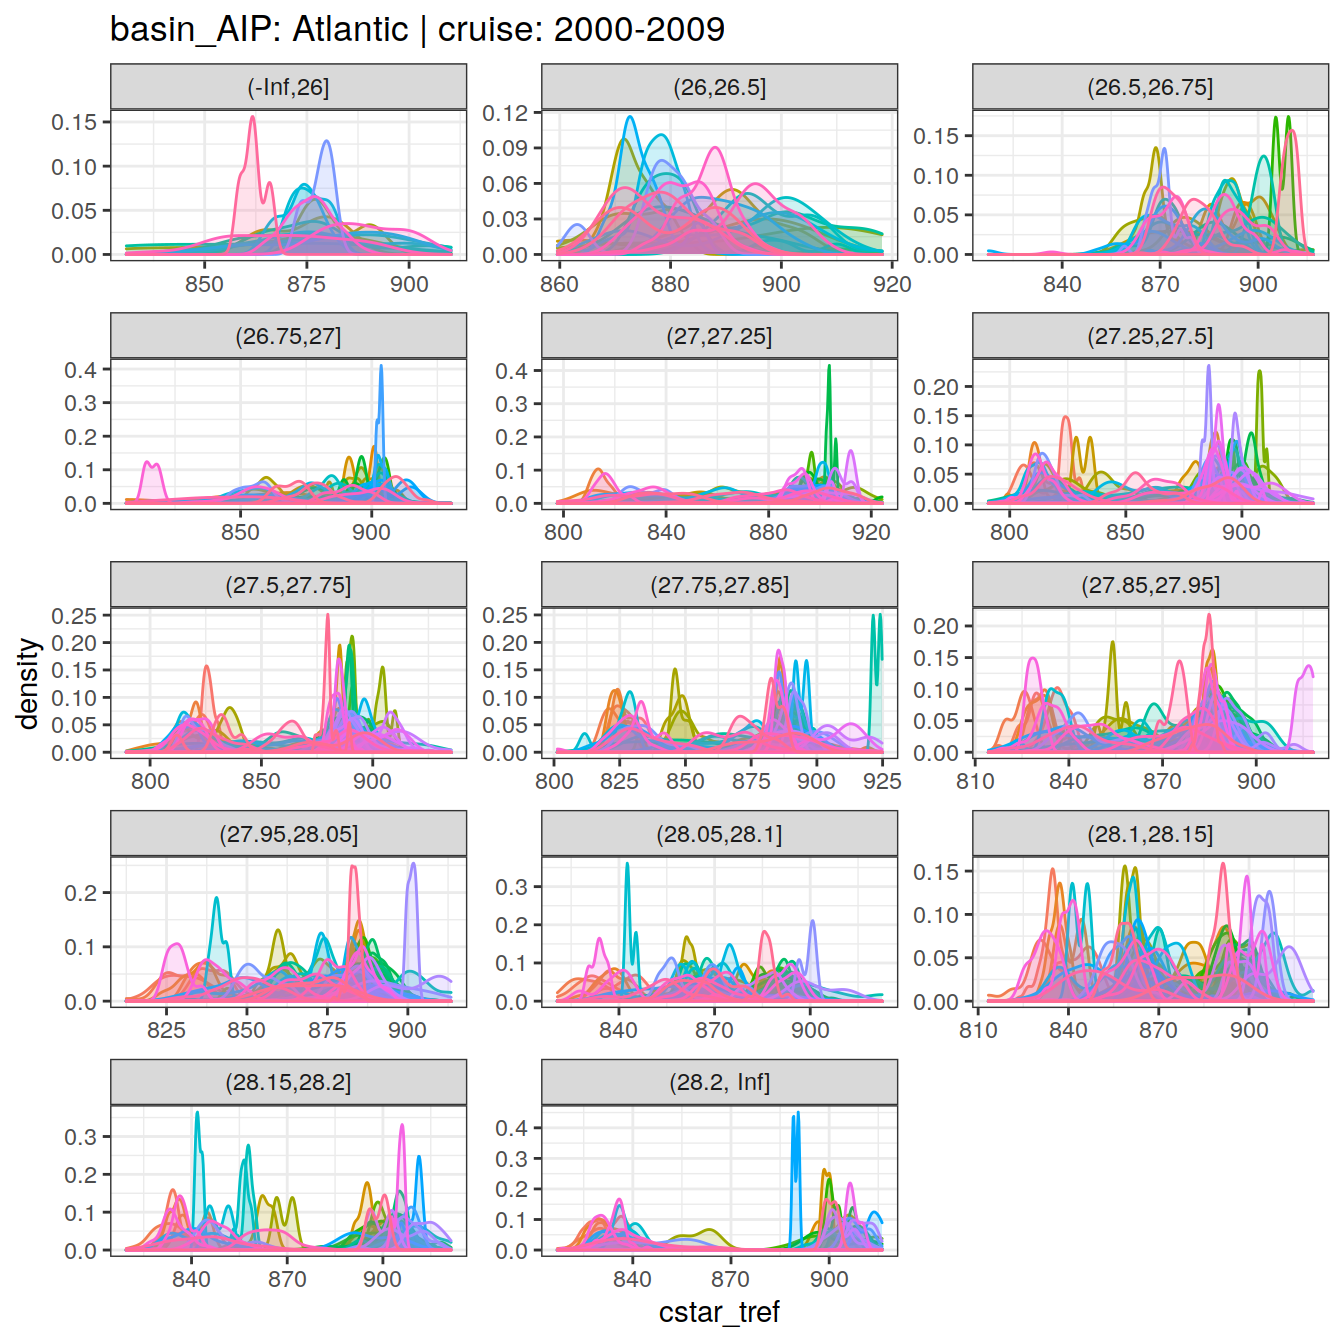 basin_AIP: Atlantic | cruise: 2000-2009
(-Inf,26] (26,26.5] (26.5,26.75]
0.15 0.10 0.05 0.00
0.12 0.09 0.06 0.03 0.00
0.15 0.10 0.05 0.00
850 875 900
860 880 900 920
840 870 900
(26.75,27] (27,27.25] (27.25,27.5]
0.4 0.3 0.2 0.1 0.0
0.4 0.3 0.2 0.1 0.0
0.20 0.15 0.10 0.05 0.00
850 900
800 840 880 920
800 850 900
(27.5,27.75] (27.75,27.85] (27.85,27.95]
0.25 0.20 0.15 0.10 0.05 0.00
0.25 0.20 0.15 0.10 0.05 0.00
0.20 0.15 0.10 0.05 0.00
800 850 900
800 825 850 875 900 925
810 840 870 900
density
(27.95,28.05] (28.05,28.1] (28.1,28.15]
0.2 0.1 0.0
0.3 0.2 0.1 0.0
0.15 0.10 0.05 0.00
825 850 875 900
840 870 900
810 840 870 900
(28.15,28.2] (28.2, Inf]
0.3 0.2 0.1 0.0
0.4 0.3 0.2 0.1 0.0
840 870 900
840 870 900
cstar_tref